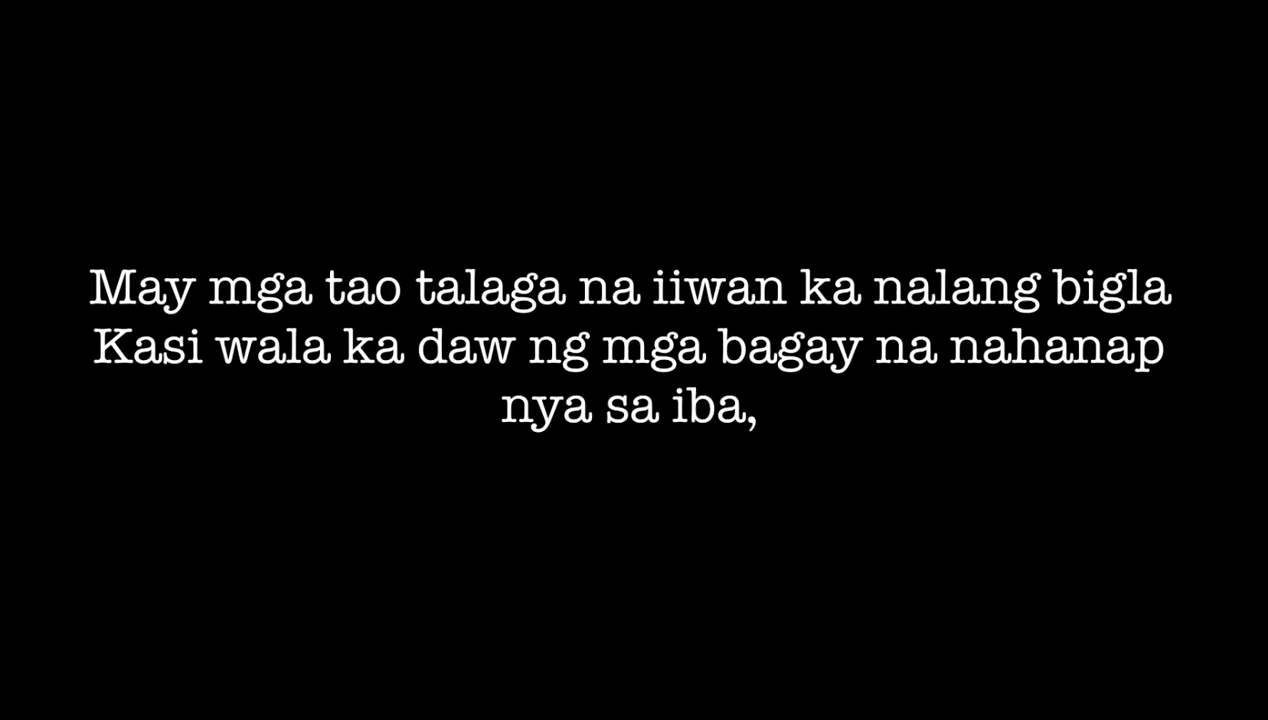 May mga tao talaga na iiwan ka nalang bigla
Kasi wala ka daw ng mga bagay na nahanap
nya sa iba,